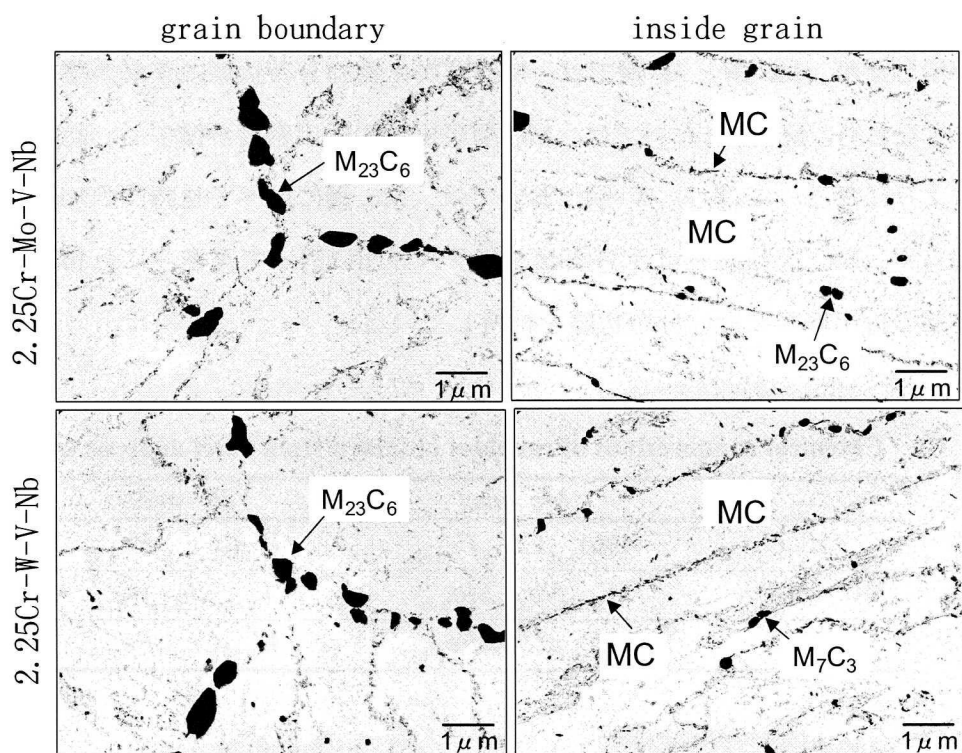 grain boundary
inside grain
2.25Cr-Mo-V-Nb
M₂₃C₆
1μm
MC
MC
M₂₃C₆
1μm
2.25Cr-W-V-Nb
M₂₃C₆
1μm
MC
MC
M₇C₃
1μm